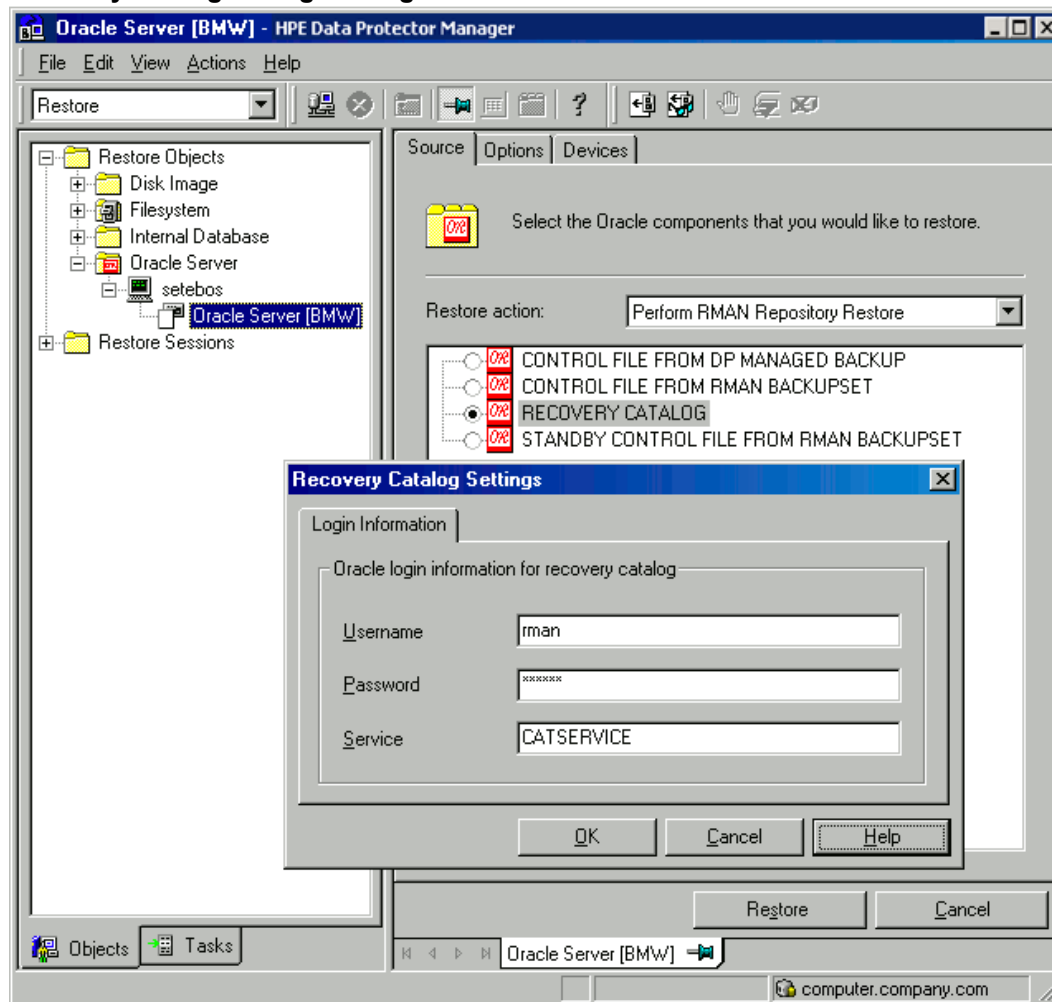 Oracle Server [BMW] - HPE Data Protector Manager
File Edit View Actions Help
Restore
Restore Objects
Disk Image
Filesystem
Internal Database
Oracle Server
setebos
Oracle Server [BMW]
Restore Sessions
Source Options Devices
Select the Oracle components that you would like to restore.
Restore action: Perform RMAN Repository Restore
CONTROL FILE FROM DP MANAGED BACKUP
CONTROL FILE FROM RMAN BACKUPSET
RECOVERY CATALOG
STANDBY CONTROL FILE FROM RMAN BACKUPSET
Recovery Catalog Settings
Login Information
Oracle login information for recovery catalog
Username rman
Password ******
Service CATSERVICE
OK Cancel Help
Restore Cancel
Objects Tasks
Oracle Server [BMW]
computer.company.com